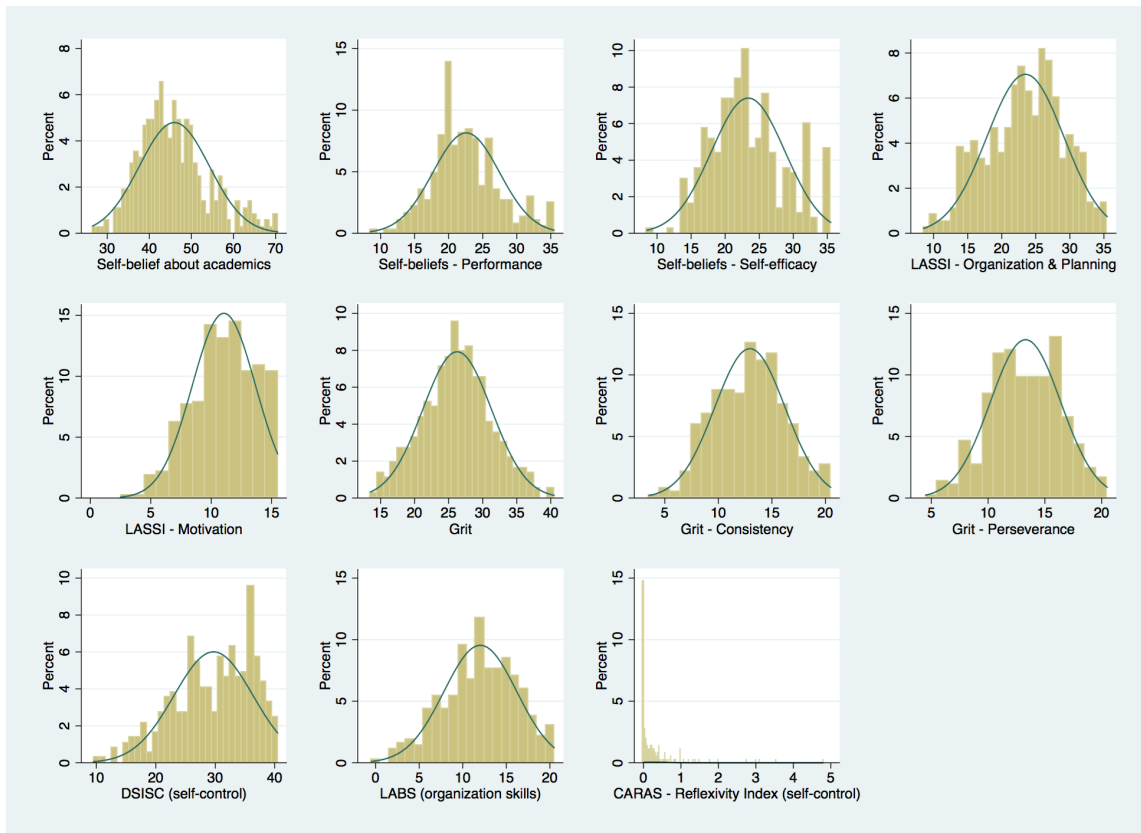 8
6
4
2
0
Percent
30 40 50 60 70
Self-belief about academics
15
10
5
0
Percent
10 15 20 25 30 35
Self-beliefs - Performance
10
8
6
4
2
0
Percent
10 15 20 25 30 35
Self-beliefs - Self-efficacy
8
6
4
2
0
Percent
10 15 20 25 30 35
LASSI - Organization & Planning
15
10
5
0
Percent
0 5 10 15
LASSI - Motivation
10
8
6
4
2
0
Percent
15 20 25 30 35 40
Grit
15
10
5
0
Percent
5 10 15 20
Grit - Consistency
15
10
5
0
Percent
5 10 15 20
Grit - Perseverance
10
8
6
4
2
0
Percent
10 20 30 40
DSISC (self-control)
15
10
5
0
Percent
0 5 10 15 20
LABS (organization skills)
15
10
5
0
Percent
0 1 2 3 4 5
CARAS - Reflexivity Index (self-control)